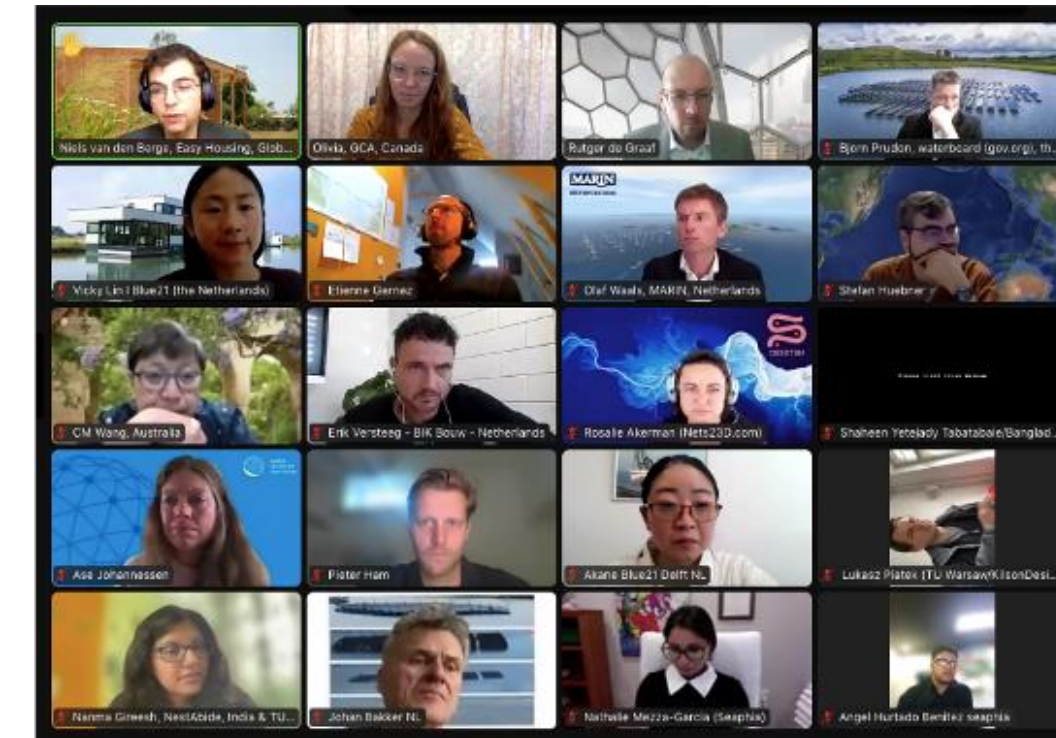 Niels van den Berge, Easy Housing, Glob...
Olivia, GCA, Canada
Rutger de Graaf
Bjorn Prudon, waterboard (gov.org), th...
Vicky Lin I Blue21 (the Netherlands)
Etienne Gernez
MARIN
Olaf Waals, MARIN, Netherlands
Stefan Huebner
CM Wang, Australia
Erik Versteeg - BIK Bouw - Netherlands
Rosalie Akerman (Nets23D.com)
Shaheen Yetejady Tabatabaie/Banglad...
Ase Johannessen
Pieter Ham
Akane Blue21 Delft NL
Lukasz Piatek (TU Warsaw/KilsonDesi...
Nanma Gireesh, NestAbide, India & TU...
Johan Bakker NL
Nathalie Mezza-Garcia (Seaphia)
Angel Hurtado Benitez seaphia